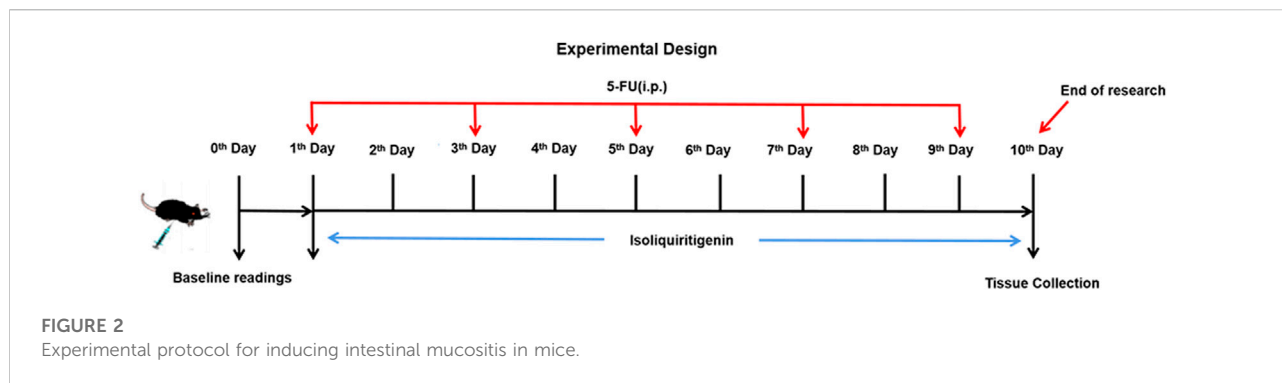 Experimental Design
5-FU(i.p.)
End of research
0th Day 1th Day 2th Day 3th Day 4th Day 5th Day 6th Day 7th Day 8th Day 9th Day 10th Day
Isoliquiritigenin
Baseline readings
Tissue Collection
FIGURE 2
Experimental protocol for inducing intestinal mucositis in mice.